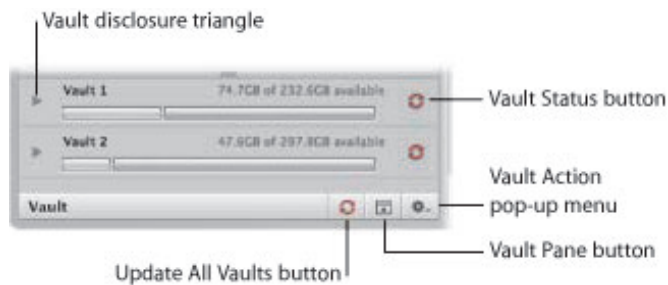 Vault disclosure triangle
Vault 1 74.7GB of 232.6GB available
Vault Status button
Vault 2 47.9GB of 297.8GB available
Vault Action
pop-up menu
Vault
Vault Pane button
Update All Vaults button